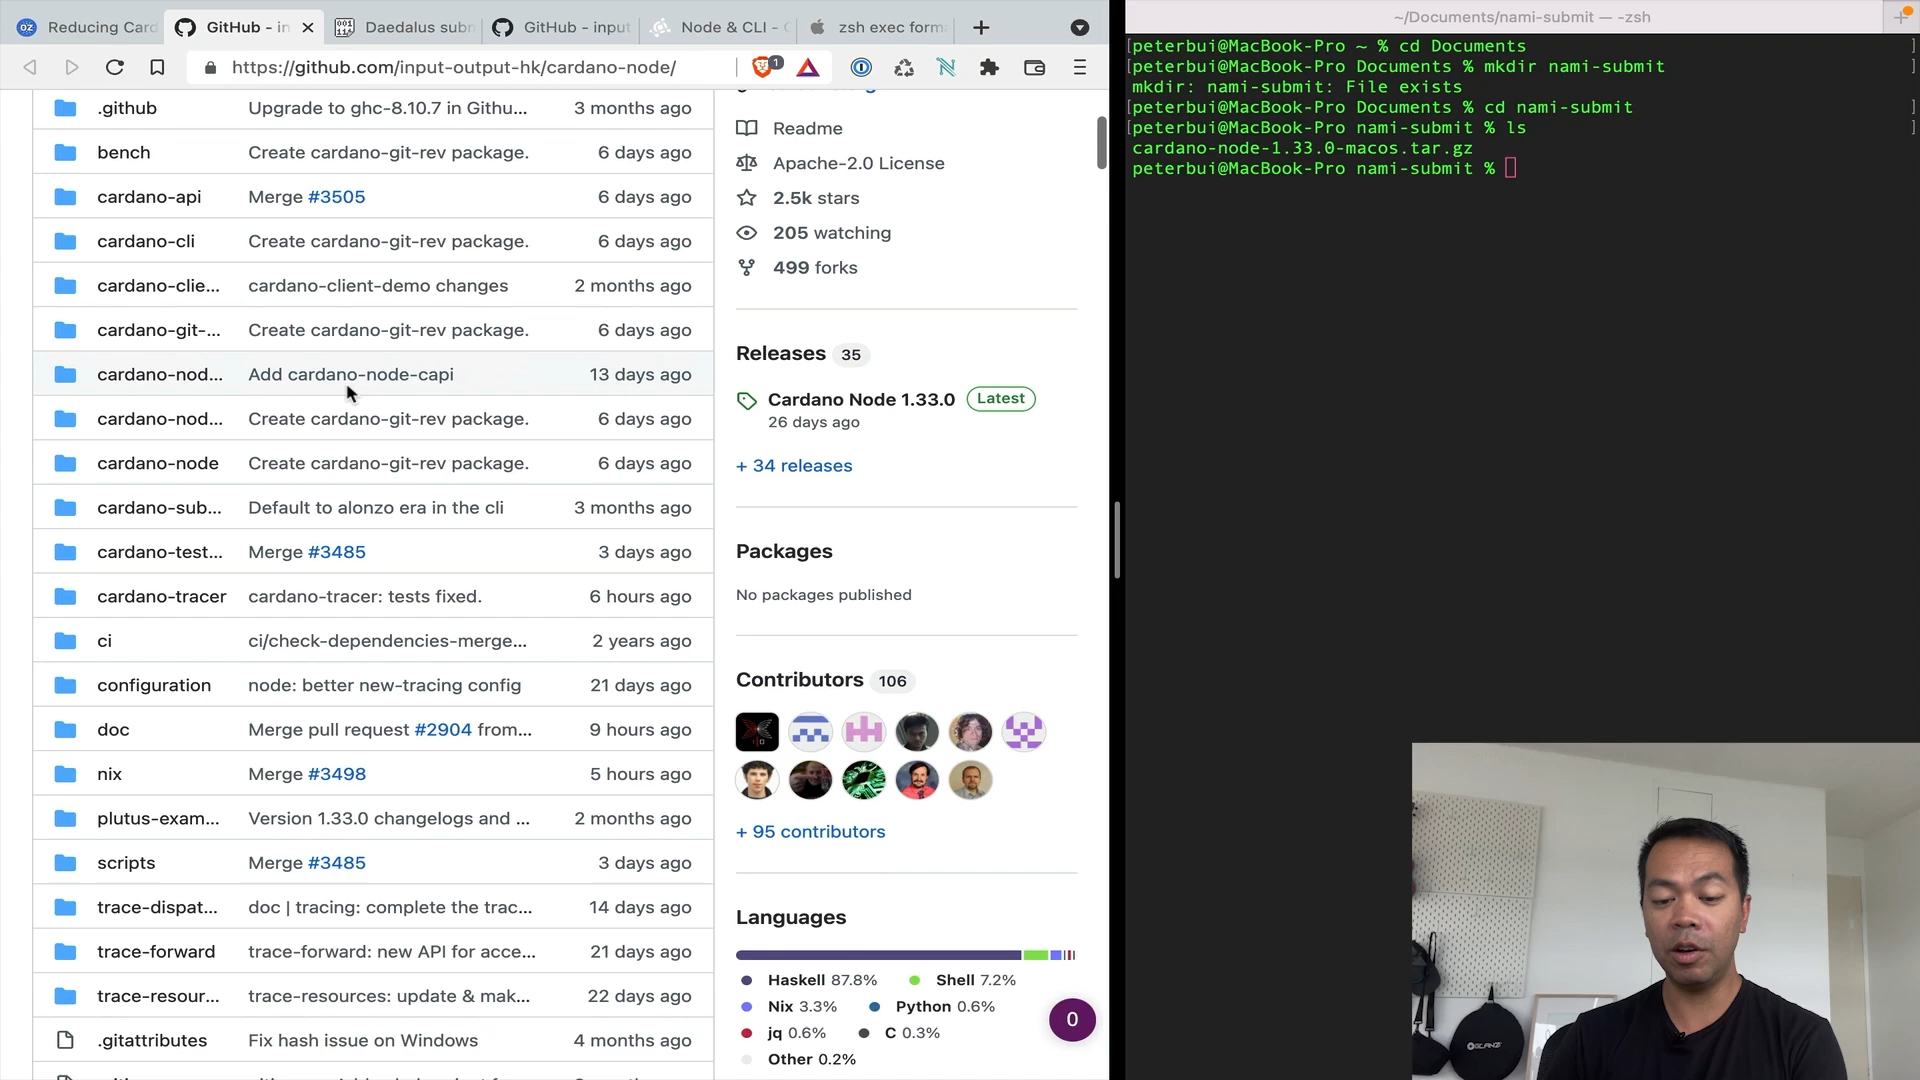 Reducing Card
GitHub - in
Daedalus subm
GitHub - input
Node & CLI - C
zsh exec form
https://github.com/input-output-hk/cardano-node/
1
.github Upgrade to ghc-8.10.7 in Githu... 3 months ago
bench Create cardano-git-rev package. 6 days ago
cardano-api Merge #3505 6 days ago
cardano-cli Create cardano-git-rev package. 6 days ago
cardano-clie... cardano-client-demo changes 2 months ago
cardano-git-... Create cardano-git-rev package. 6 days ago
cardano-nod... Add cardano-node-capi 13 days ago
cardano-nod... Create cardano-git-rev package. 6 days ago
cardano-node Create cardano-git-rev package. 6 days ago
cardano-sub... Default to alonzo era in the cli 3 months ago
cardano-test... Merge #3485 3 days ago
cardano-tracer cardano-tracer: tests fixed. 6 hours ago
ci ci/check-dependencies-merge... 2 years ago
configuration node: better new-tracing config 21 days ago
doc Merge pull request #2904 from... 9 hours ago
nix Merge #3498 5 hours ago
plutus-exam... Version 1.33.0 changelogs and ... 2 months ago
scripts Merge #3485 3 days ago
trace-dispat... doc | tracing: complete the trac... 14 days ago
trace-forward trace-forward: new API for acce... 21 days ago
trace-resour... trace-resources: update & mak... 22 days ago
.gitattributes Fix hash issue on Windows 4 months ago
Readme
Apache-2.0 License
2.5k stars
205 watching
499 forks
Releases 35
Cardano Node 1.33.0 Latest
26 days ago
+ 34 releases
Packages
No packages published
Contributors 106
+ 95 contributors
Languages
Haskell 87.8% Shell 7.2%
Nix 3.3% Python 0.6%
jq 0.6% C 0.3%
Other 0.2%
0
~/Documents/nami-submit — -zsh
[peterbui@MacBook-Pro ~ % cd Documents ]
[peterbui@MacBook-Pro Documents % mkdir nami-submit ]
mkdir: nami-submit: File exists
[peterbui@MacBook-Pro Documents % cd nami-submit ]
[peterbui@MacBook-Pro nami-submit % ls ]
cardano-node-1.33.0-macos.tar.gz
peterbui@MacBook-Pro nami-submit %
GLANZ